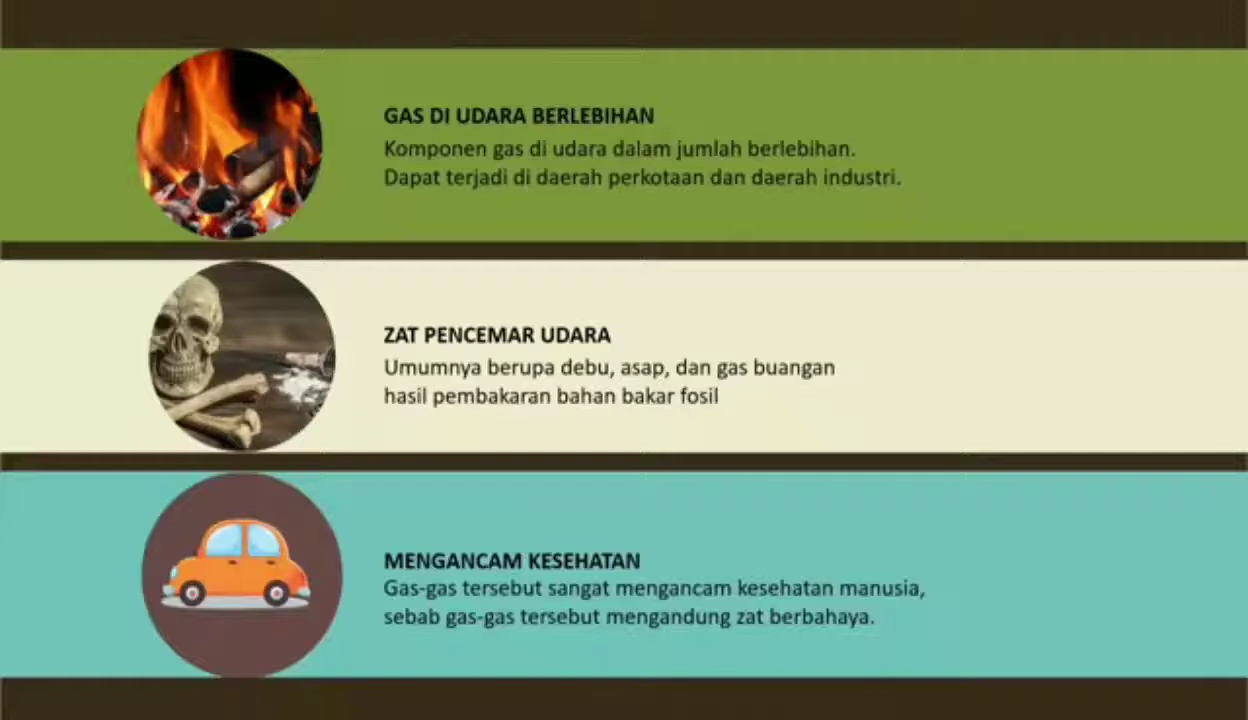 GAS DI UDARA BERLEBIHAN
Komponen gas di udara dalam jumlah berlebihan.
Dapat terjadi di daerah perkotaan dan daerah industri.
ZAT PENCEMAR UDARA
Umumnya berupa debu, asap, dan gas buangan
hasil pembakaran bahan bakar fosil
MENGANCAM KESEHATAN
Gas-gas tersebut sangat mengancam kesehatan manusia,
sebab gas-gas tersebut mengandung zat berbahaya.